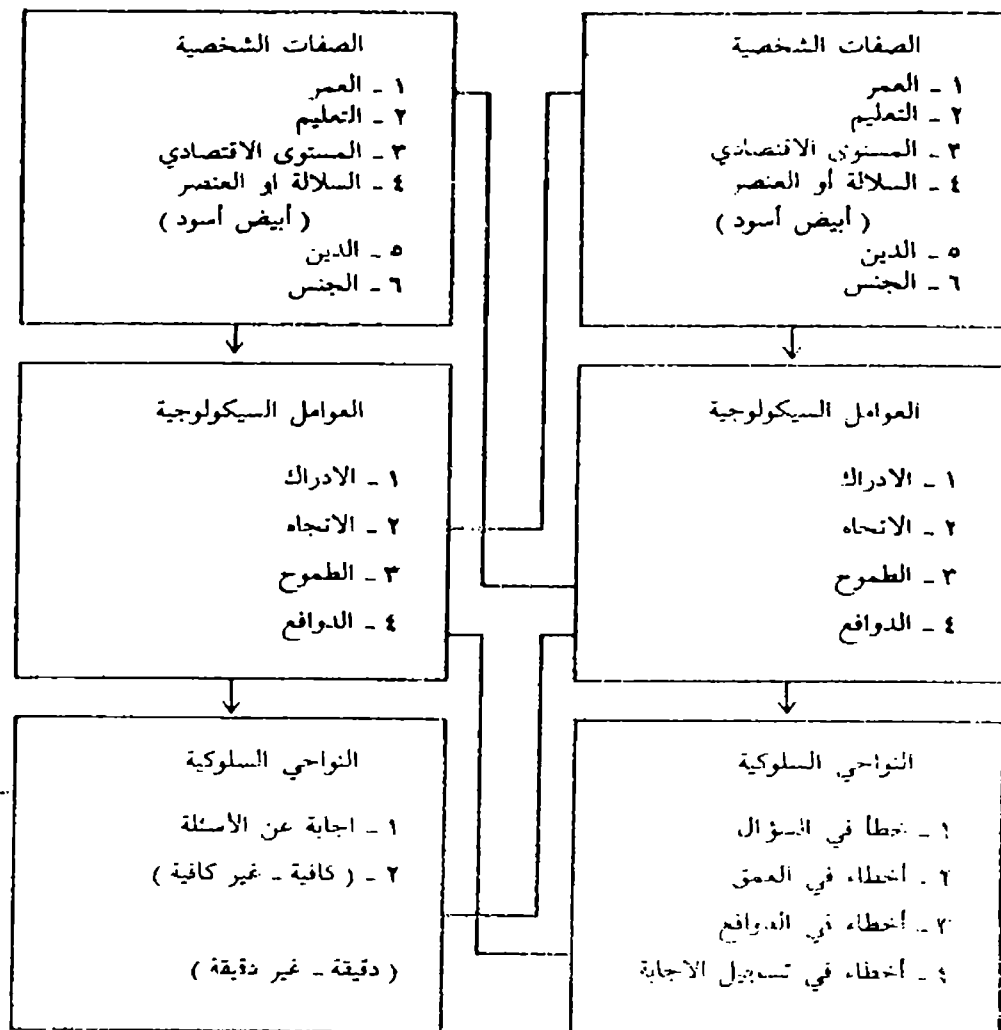 الصفات الشخصية
١ - العمر
٢ - التعليم
٣ - المستوى الاقتصادي
٤ - السلالة أو العنصر
( أبيض أسود )
٥ - الدين
٦ - الجنس
العوامل السيكولوجية
١ - الادراك
٢ - الاتجاه
٣ - الطموح
٤ - الدوافع
النواحي السلوكية
١ - خطأ في السؤال
٢ - أخطاء في العمق
٣ - أخطاء في الدوافع
٤ - أخطاء في تسجيل الاجابة
الصفات الشخصية
١ - العمر
٢ - التعليم
٣ - المستوى الاقتصادي
٤ - السلالة او العنصر
( أبيض أسود )
٥ - الدين
٦ - الجنس
العوامل السيكولوجية
١ - الادراك
٢ - الاتجاه
٣ - الطموح
٤ - الدوافع
النواحي السلوكية
١ - اجابة عن الأسئلة
٢ - ( كافية - غير كافية )
( دقيقة - غير دقيقة )